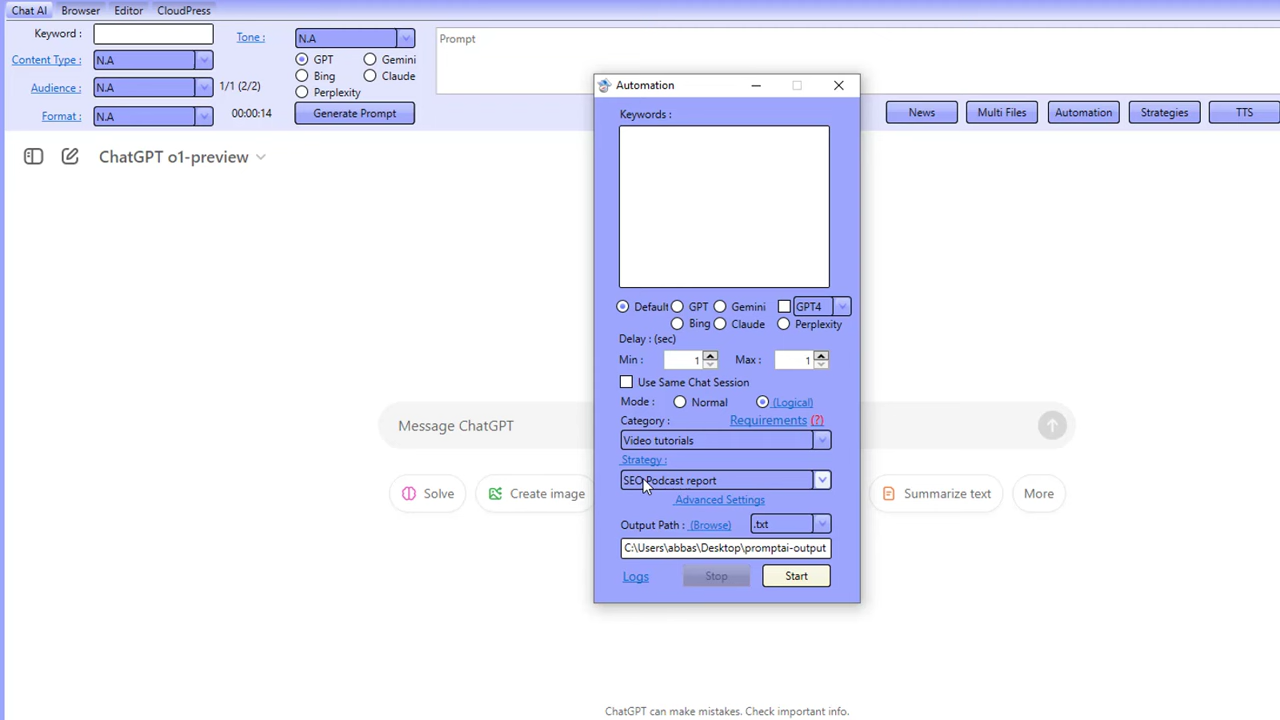 Chat AI Browser Editor CloudPress
Keyword :
Tone : N.A
Prompt
Content Type : N.A
GPT Gemini
Bing Claude
Audience : N.A 1/1 (2/2)
Perplexity
Format : N.A 00:00:14 Generate Prompt
News Multi Files Automation Strategies TTS
ChatGPT o1-preview
Automation
Keywords :
Default GPT Gemini GPT4
Bing Claude Perplexity
Delay : (sec)
Min : 1 Max : 1
Use Same Chat Session
Mode : Normal (Logical)
Category : Requirements (?)
Video tutorials
Strategy :
SEO Podcast report
Advanced Settings
Output Path : (Browse) .txt
C:\Users\abbas\Desktop\promptai-output
Logs Stop Start
Message ChatGPT
Solve Create image Summarize text More
ChatGPT can make mistakes. Check important info.